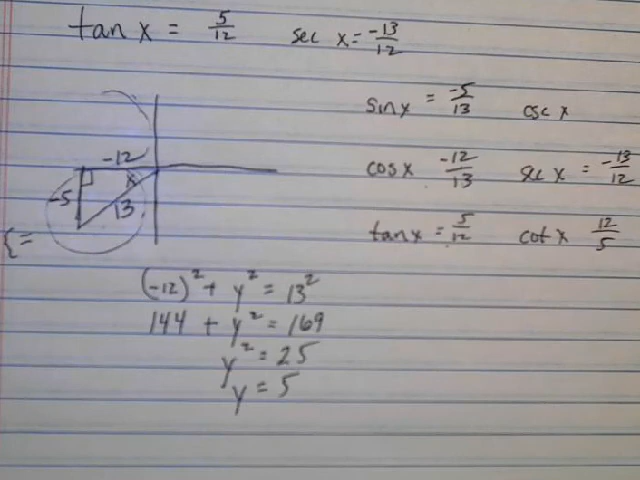 tan x = 5/12 sec x = -13/12
sin x = -5/13 csc x
-12
cos x -12/13 sec x = -13/12
x
-5
13
tan x = 5/12 cot x 12/5
(-12)² + y² = 13²
144 + y² = 169
y² = 25
y = 5